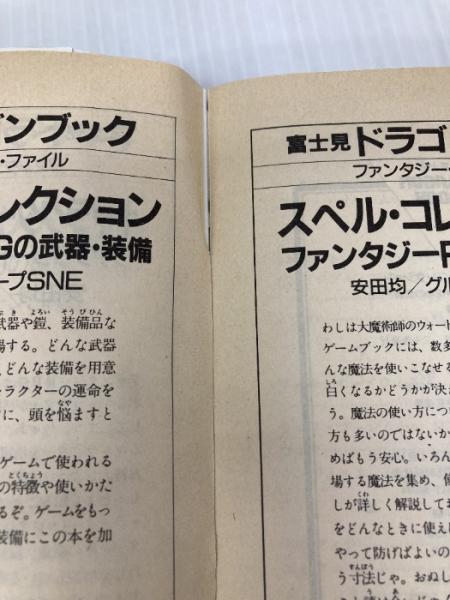 ゴンブック
・ファイル
レクション
Gの武器・装備
ープSNE
武器や鎧、装備品な
場する。どんな武器
、どんな装備を用意
ャラクターの運命を
に、頭を悩ますと
ゲームで使われる
の特徴や使いかた
るぞ。ゲームをもっ
装備にこの本を加
富士見ドラゴ
ファンタジー・
スペル・コレ
ファンタジーR
安田均／グル
わしは大魔術師のウォート
ゲームブックには、数多
んな魔法を使いこなせる
白くなるかどうかが決ま
う。魔法の使い方につい
方も多いのではないか
めばもう安心。いろん
場する魔法を集め、
しが詳しく解説してま
をどんなときに使え
やって防げばよいの
う寸法じゃ。おぬし